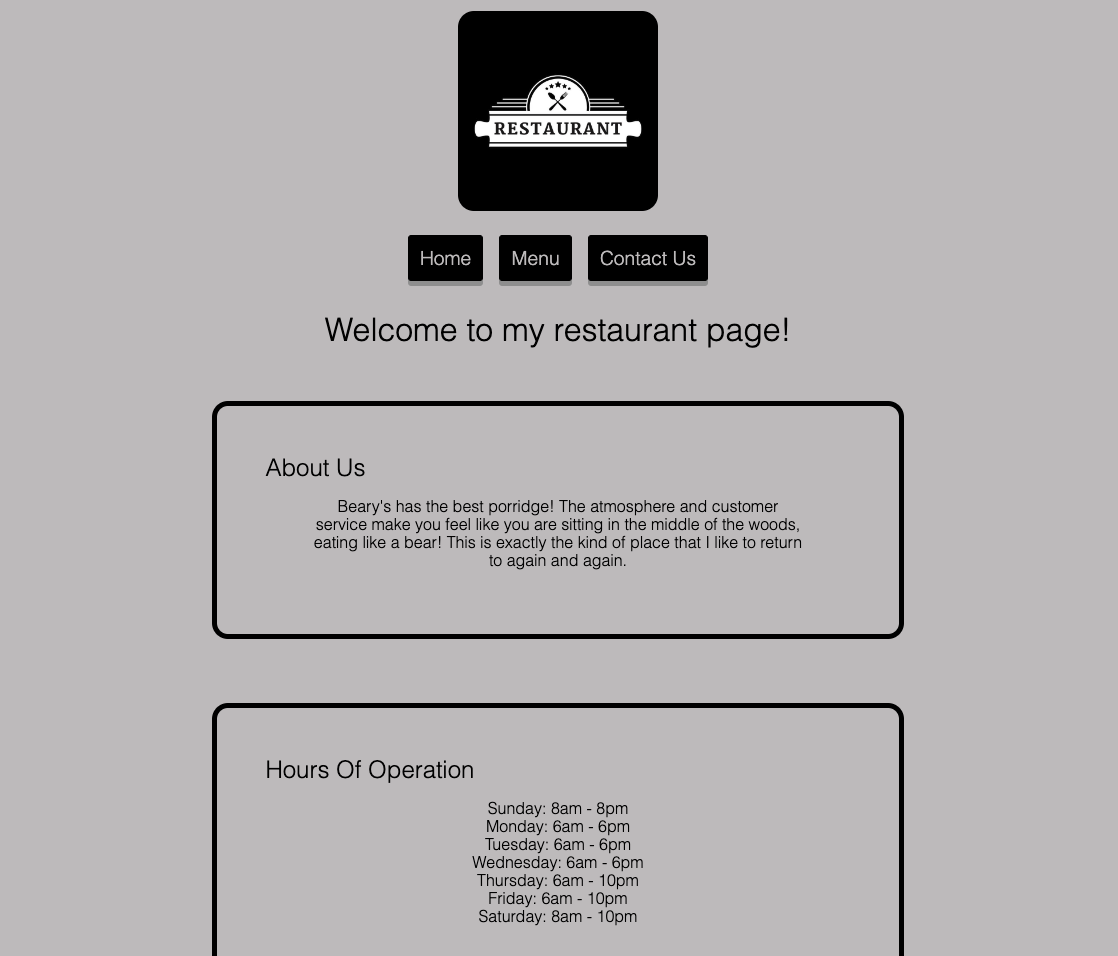 RESTAURANT
Home Menu Contact Us
Welcome to my restaurant page!
About Us
Beary's has the best porridge! The atmosphere and customer
service make you feel like you are sitting in the middle of the woods,
eating like a bear! This is exactly the kind of place that I like to return
to again and again.
Hours Of Operation
Sunday: 8am - 8pm
Monday: 6am - 6pm
Tuesday: 6am - 6pm
Wednesday: 6am - 6pm
Thursday: 6am - 10pm
Friday: 6am - 10pm
Saturday: 8am - 10pm